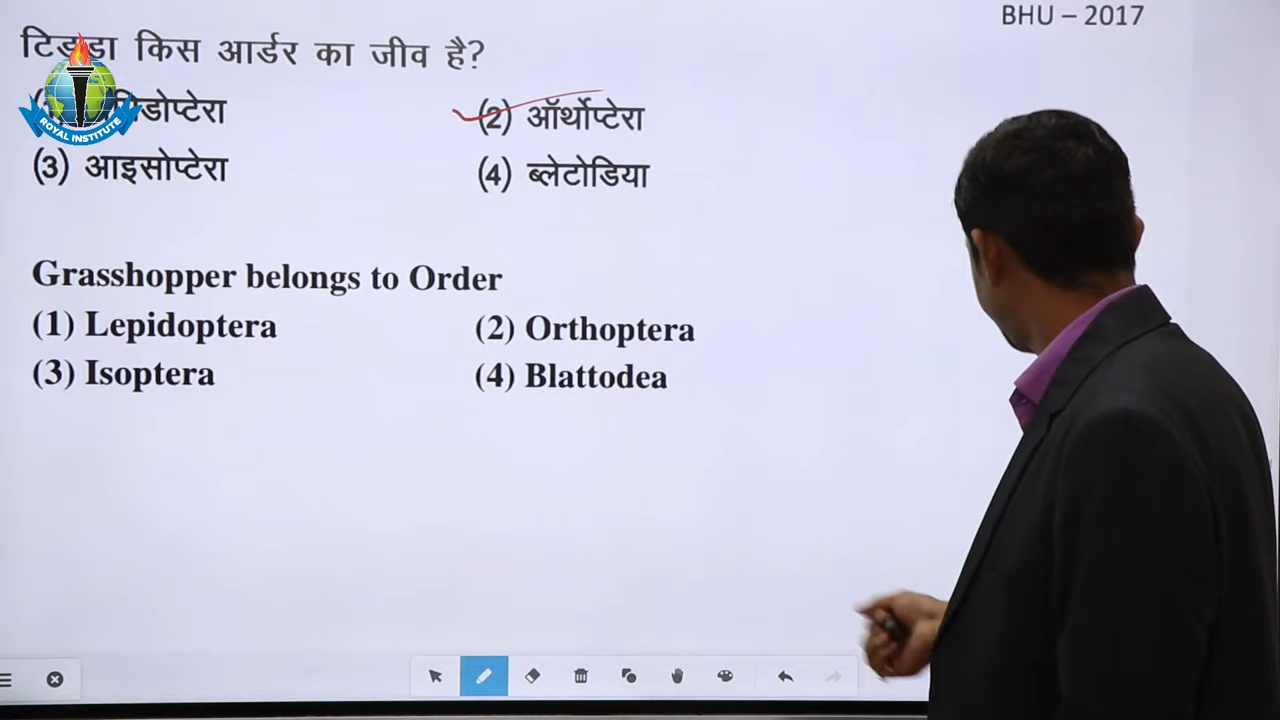 BHU – 2017
टिड्डा किस आर्डर का जीव है?
(2) ऑर्थोप्टेरा
(3) आइसोप्टेरा (4) ब्लेटोडिया
Grasshopper belongs to Order
(1) Lepidoptera (2) Orthoptera
(3) Isoptera (4) Blattodea
ROYAL INSTITUTE